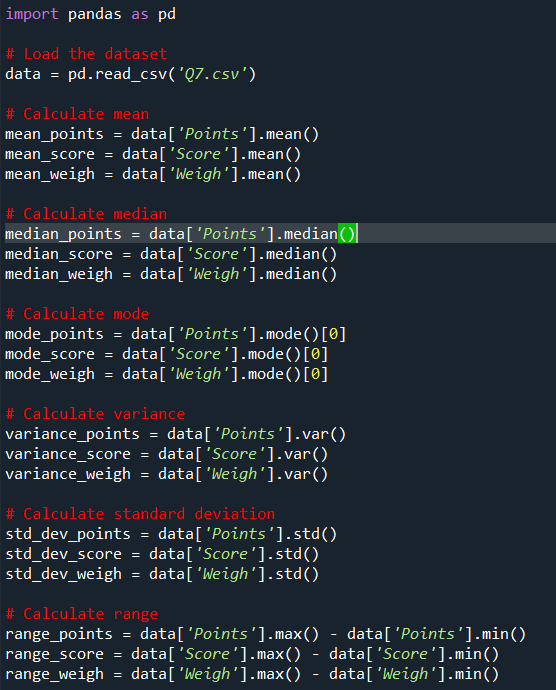 import pandas as pd
# Load the dataset
data = pd.read_csv('Q7.csv')
# Calculate mean
mean_points = data['Points'].mean()
mean_score = data['Score'].mean()
mean_weigh = data['Weigh'].mean()
# Calculate median
median_points = data['Points'].median()
median_score = data['Score'].median()
median_weigh = data['Weigh'].median()
# Calculate mode
mode_points = data['Points'].mode()[0]
mode_score = data['Score'].mode()[0]
mode_weigh = data['Weigh'].mode()[0]
# Calculate variance
variance_points = data['Points'].var()
variance_score = data['Score'].var()
variance_weigh = data['Weigh'].var()
# Calculate standard deviation
std_dev_points = data['Points'].std()
std_dev_score = data['Score'].std()
std_dev_weigh = data['Weigh'].std()
# Calculate range
range_points = data['Points'].max() - data['Points'].min()
range_score = data['Score'].max() - data['Score'].min()
range_weigh = data['Weigh'].max() - data['Weigh'].min()